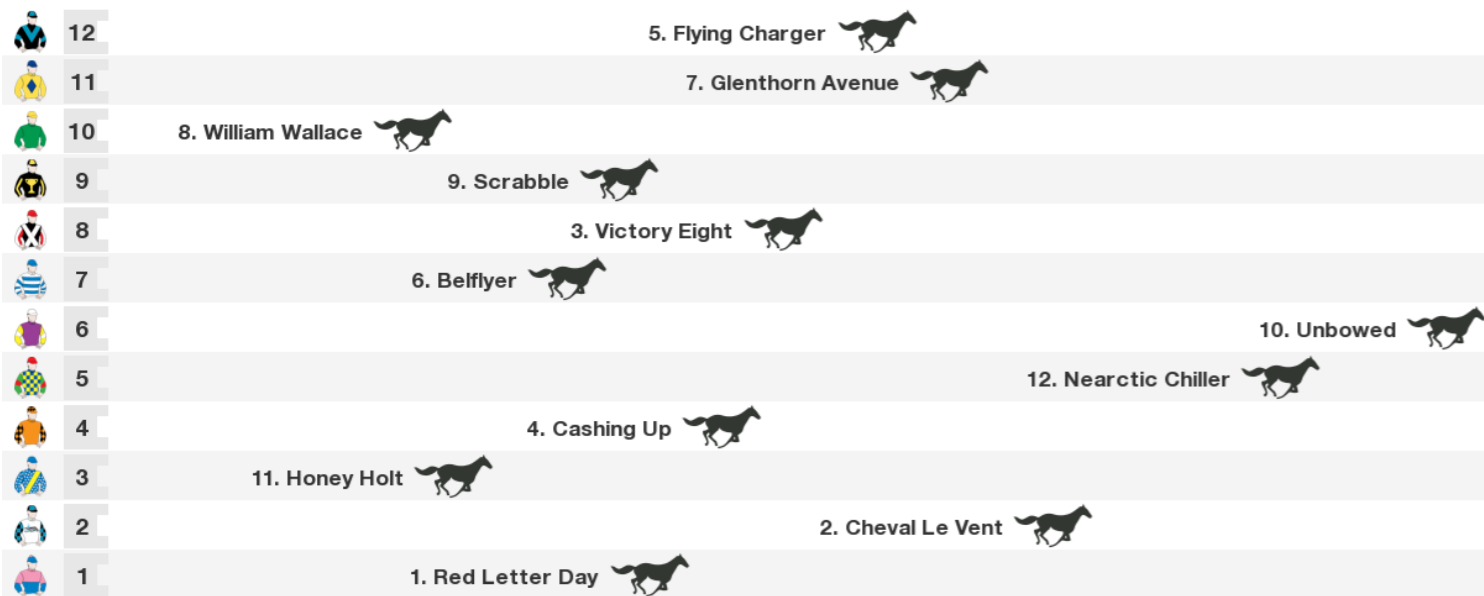 12 5. Flying Charger
11 7. Glenthorn Avenue
10 8. William Wallace
9 9. Scrabble
8 3. Victory Eight
7 6. Belflyer
6 10. Unbowed
5 12. Nearctic Chiller
4 4. Cashing Up
3 11. Honey Holt
2 2. Cheval Le Vent
1 1. Red Letter Day